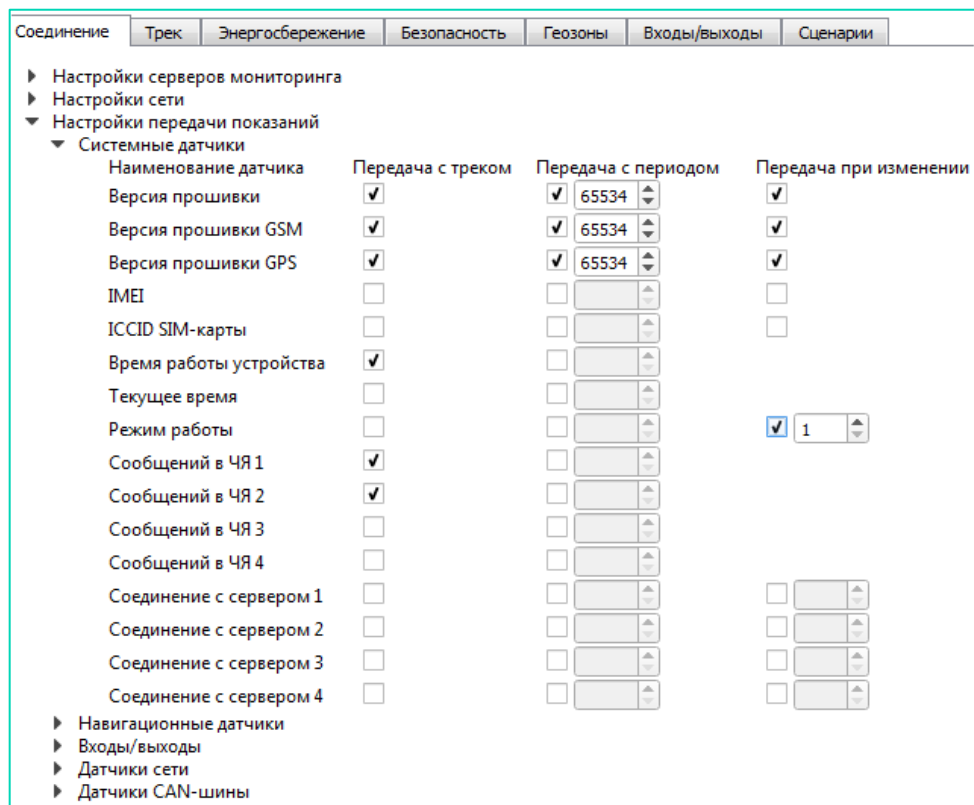 Соединение Трек Энергосбережение Безопасность Геозоны Входы/выходы Сценарии
Настройки серверов мониторинга
Настройки сети
Настройки передачи показаний
Системные датчики
Наименование датчика Передача с треком Передача с периодом Передача при изменении
Версия прошивки 65534
Версия прошивки GSM 65534
Версия прошивки GPS 65534
IMEI
ICCID SIM-карты
Время работы устройства
Текущее время
Режим работы 1
Сообщений в ЧЯ 1
Сообщений в ЧЯ 2
Сообщений в ЧЯ 3
Сообщений в ЧЯ 4
Соединение с сервером 1
Соединение с сервером 2
Соединение с сервером 3
Соединение с сервером 4
Навигационные датчики
Входы/выходы
Датчики сети
Датчики CAN-шины